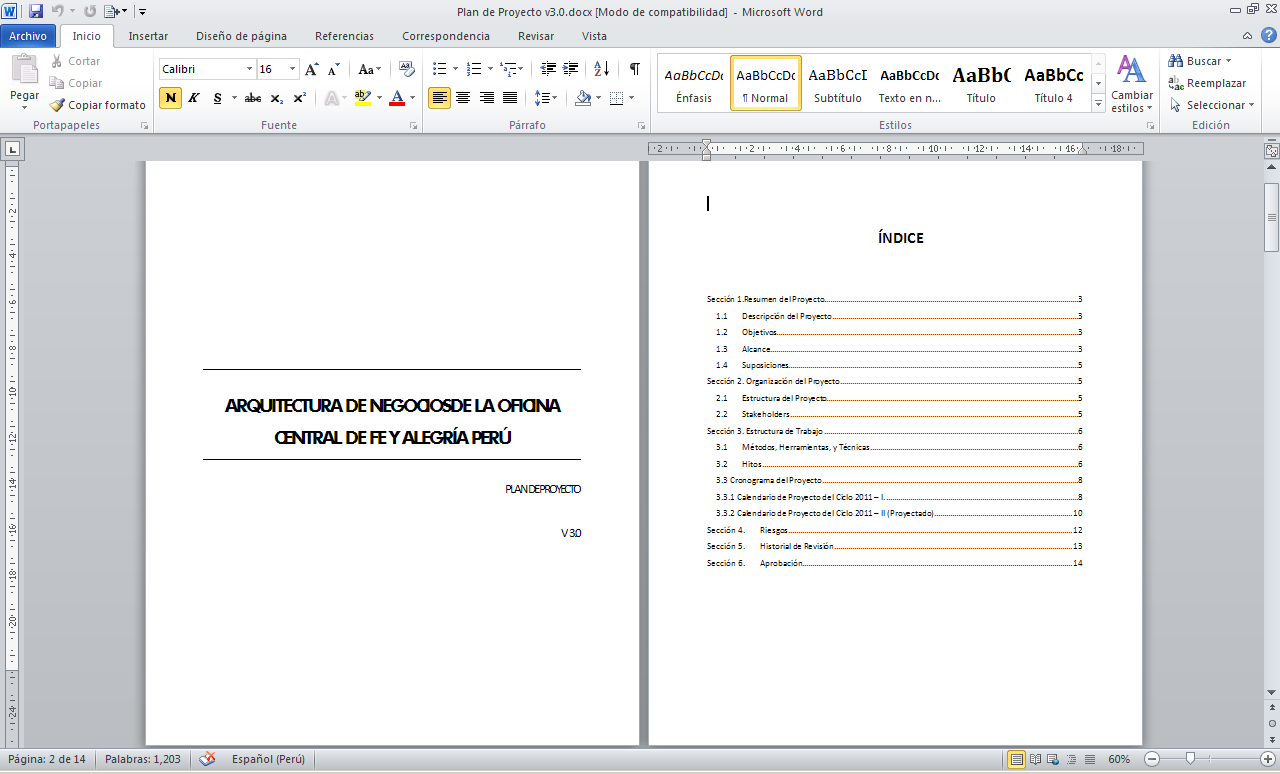 Plan de Proyecto v3.0.docx [Modo de compatibilidad] - Microsoft Word
Archivo Inicio Insertar Diseño de página Referencias Correspondencia Revisar Vista
Pegar
Cortar
Copiar
Copiar formato
Portapapeles
Calibri 16
Fuente
Párrafo
AaBbCcDc AaBbCcDc AaBbCcI AaBbCcDc AaBbC AaBbCc
Énfasis ¶ Normal Subtítulo Texto en n... Título Título 4
Cambiar estilos
Estilos
Buscar
Reemplazar
Seleccionar
Edición
ARQUITECTURA DE NEGOCIOSDE LA OFICINA
CENTRAL DE FE Y ALEGRÍA PERÚ
PLAN DE PROYECTO
V 3.0
ÍNDICE
Sección 1.Resumen del Proyecto 3
1.1 Descripción del Proyecto 3
1.2 Objetivos 3
1.3 Alcance 3
1.4 Suposiciones 5
Sección 2. Organización del Proyecto 5
2.1 Estructura del Proyecto 5
2.2 Stakeholders 5
Sección 3. Estructura de Trabajo 6
3.1 Métodos, Herramientas, y Técnicas 6
3.2 Hitos 6
3.3 Cronograma del Proyecto 8
3.3.1 Calendario de Proyecto del Ciclo 2011 – I. 8
3.3.2 Calendario de Proyecto del Ciclo 2011 – II (Proyectado) 10
Sección 4. Riesgos 12
Sección 5. Historial de Revisión 13
Sección 6. Aprobación 14
Página: 2 de 14 Palabras: 1,203 Español (Perú) 60%